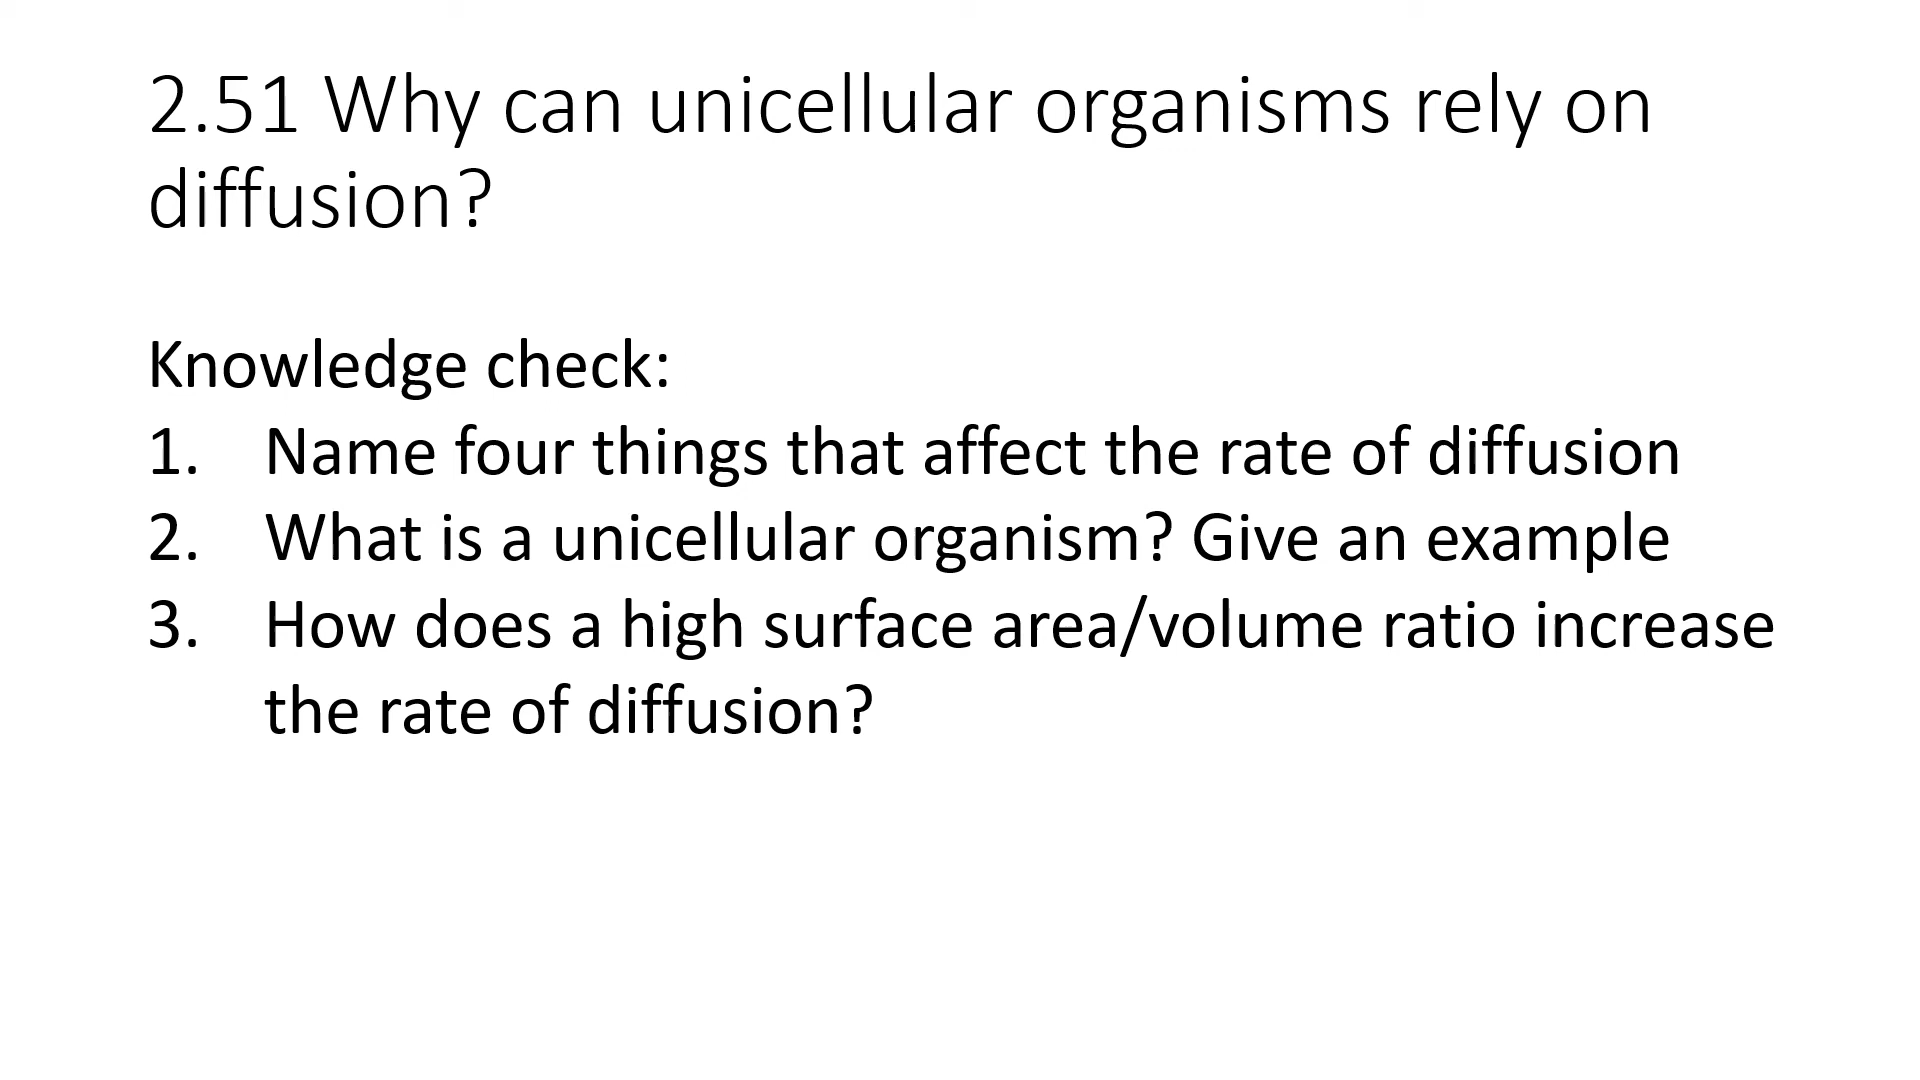 2.51 Why can unicellular organisms rely on
diffusion?
Knowledge check:
1. Name four things that affect the rate of diffusion
2. What is a unicellular organism? Give an example
3. How does a high surface area/volume ratio increase
the rate of diffusion?